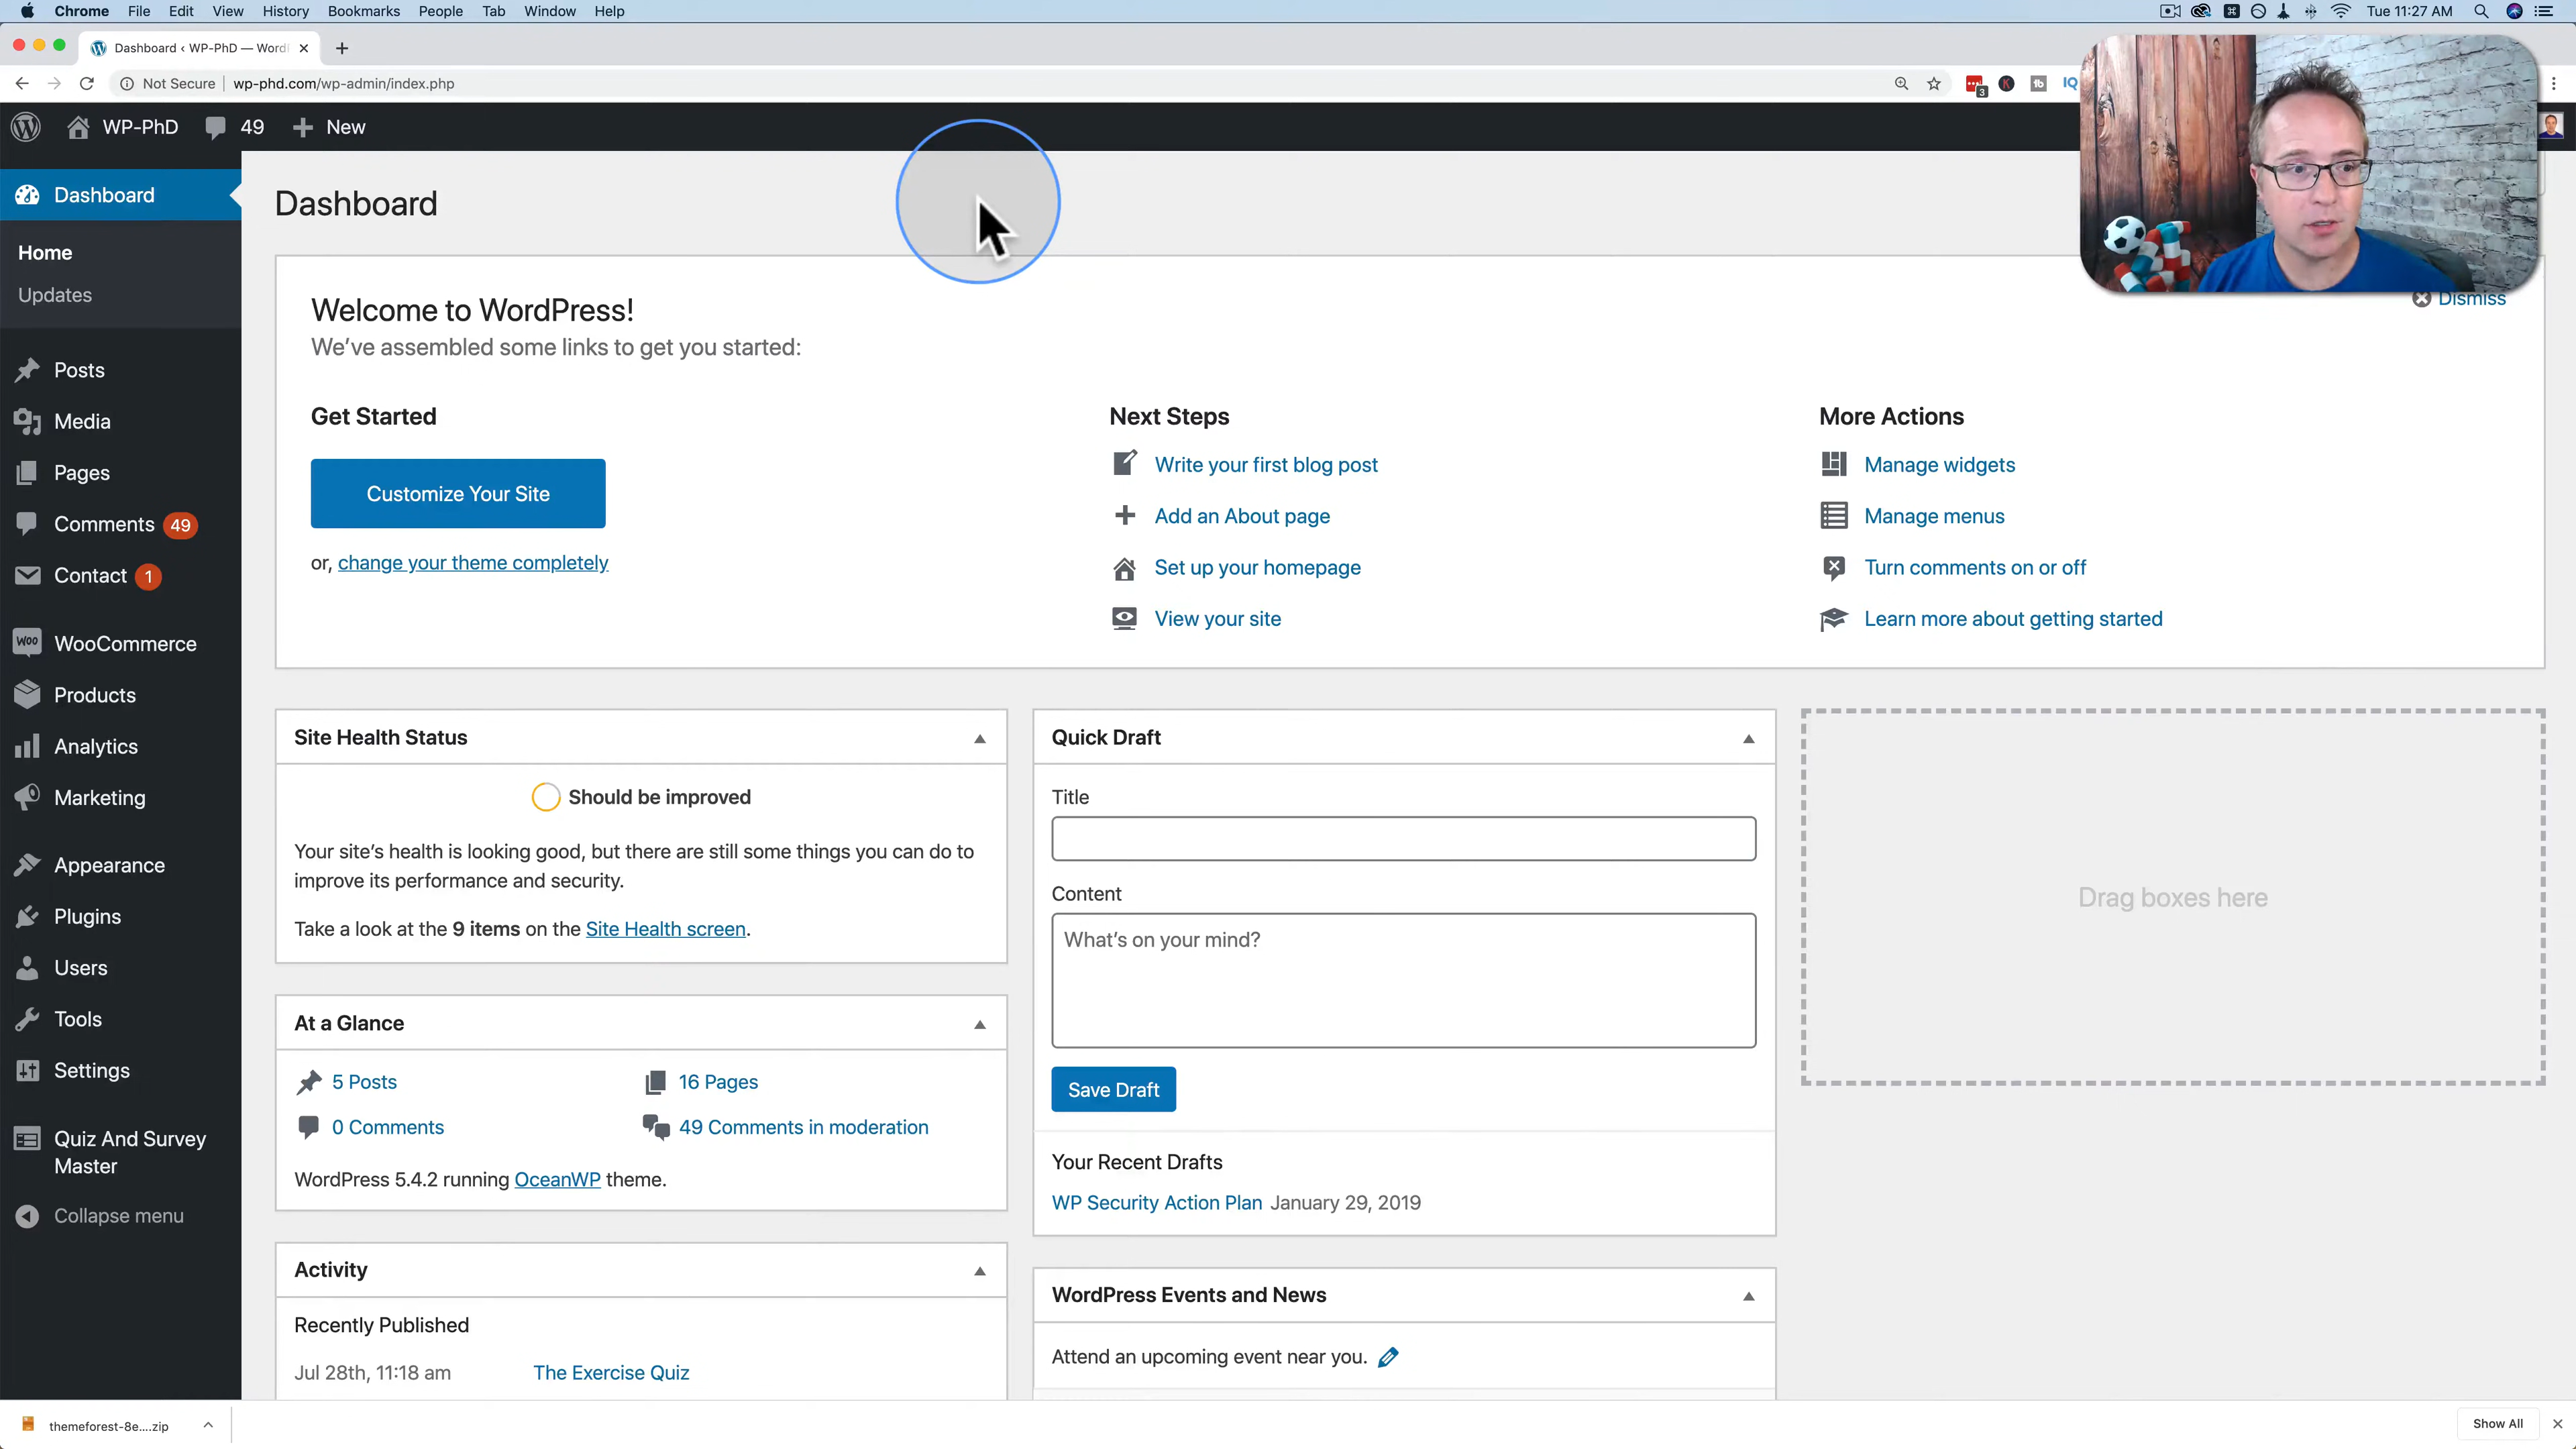 Chrome File Edit View History Bookmarks People Tab Window Help
Tue 11:27 AM
Dashboard ‹ WP-PhD — Word
Not Secure wp-phd.com/wp-admin/index.php
3
IQ
WP-PhD 49 New
Dashboard
Home
Updates
Posts
Media
Pages
Comments 49
Contact 1
WooCommerce
Products
Analytics
Marketing
Appearance
Plugins
Users
Tools
Settings
Quiz And Survey
Master
Collapse menu
Dashboard
Dismiss
Welcome to WordPress!
We've assembled some links to get you started:
Get Started
Customize Your Site
or, change your theme completely
Next Steps
Write your first blog post
Add an About page
Set up your homepage
View your site
More Actions
Manage widgets
Manage menus
Turn comments on or off
Learn more about getting started
Site Health Status
Should be improved
Your site's health is looking good, but there are still some things you can do to
improve its performance and security.
Take a look at the 9 items on the Site Health screen.
At a Glance
5 Posts
16 Pages
0 Comments
49 Comments in moderation
WordPress 5.4.2 running OceanWP theme.
Activity
Recently Published
Jul 28th, 11:18 am The Exercise Quiz
Quick Draft
Title
Content
What's on your mind?
Save Draft
Your Recent Drafts
WP Security Action Plan January 29, 2019
WordPress Events and News
Attend an upcoming event near you.
Drag boxes here
themeforest-8e....zip
Show All